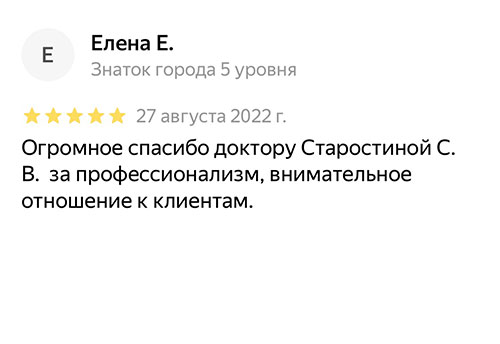 Е
Елена Е.
Знаток города 5 уровня
27 августа 2022 г.
Огромное спасибо доктору Старостиной С.
В. за профессионализм, внимательное
отношение к клиентам.